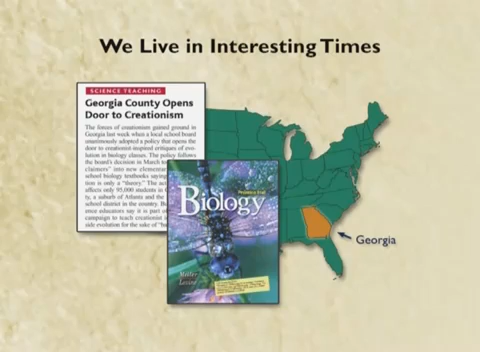 We Live in Interesting Times
SCIENCE TEACHING
Georgia County Opens
Door to Creationism
The forces of creationism gained ground in
Georgia last week when a local school board
unanimously adopted a policy that opens the
door to creationist-inspired critiques of evo-
lution in biology classes. The policy follows
the board's decision in March to
claimers" into new elementar
school biology textbooks saying
tion is only a "theory." The act
affects only 95,000 students in
ty, a suburb of Atlanta and the
school district in the country. B
ence educators say it is part o
campaign to teach creationist
side evolution for the sake of
Biology
Miller
Levine
Georgia